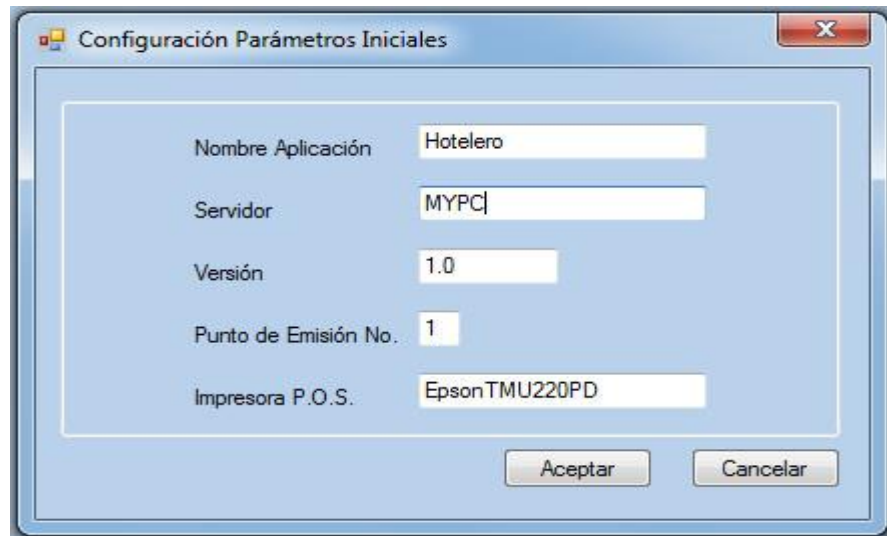 Configuración Parámetros Iniciales
Nombre Aplicación Hotelero
Servidor MYPC
Versión 1.0
Punto de Emisión No. 1
Impresora P.O.S. EpsonTMU220PD
Aceptar Cancelar